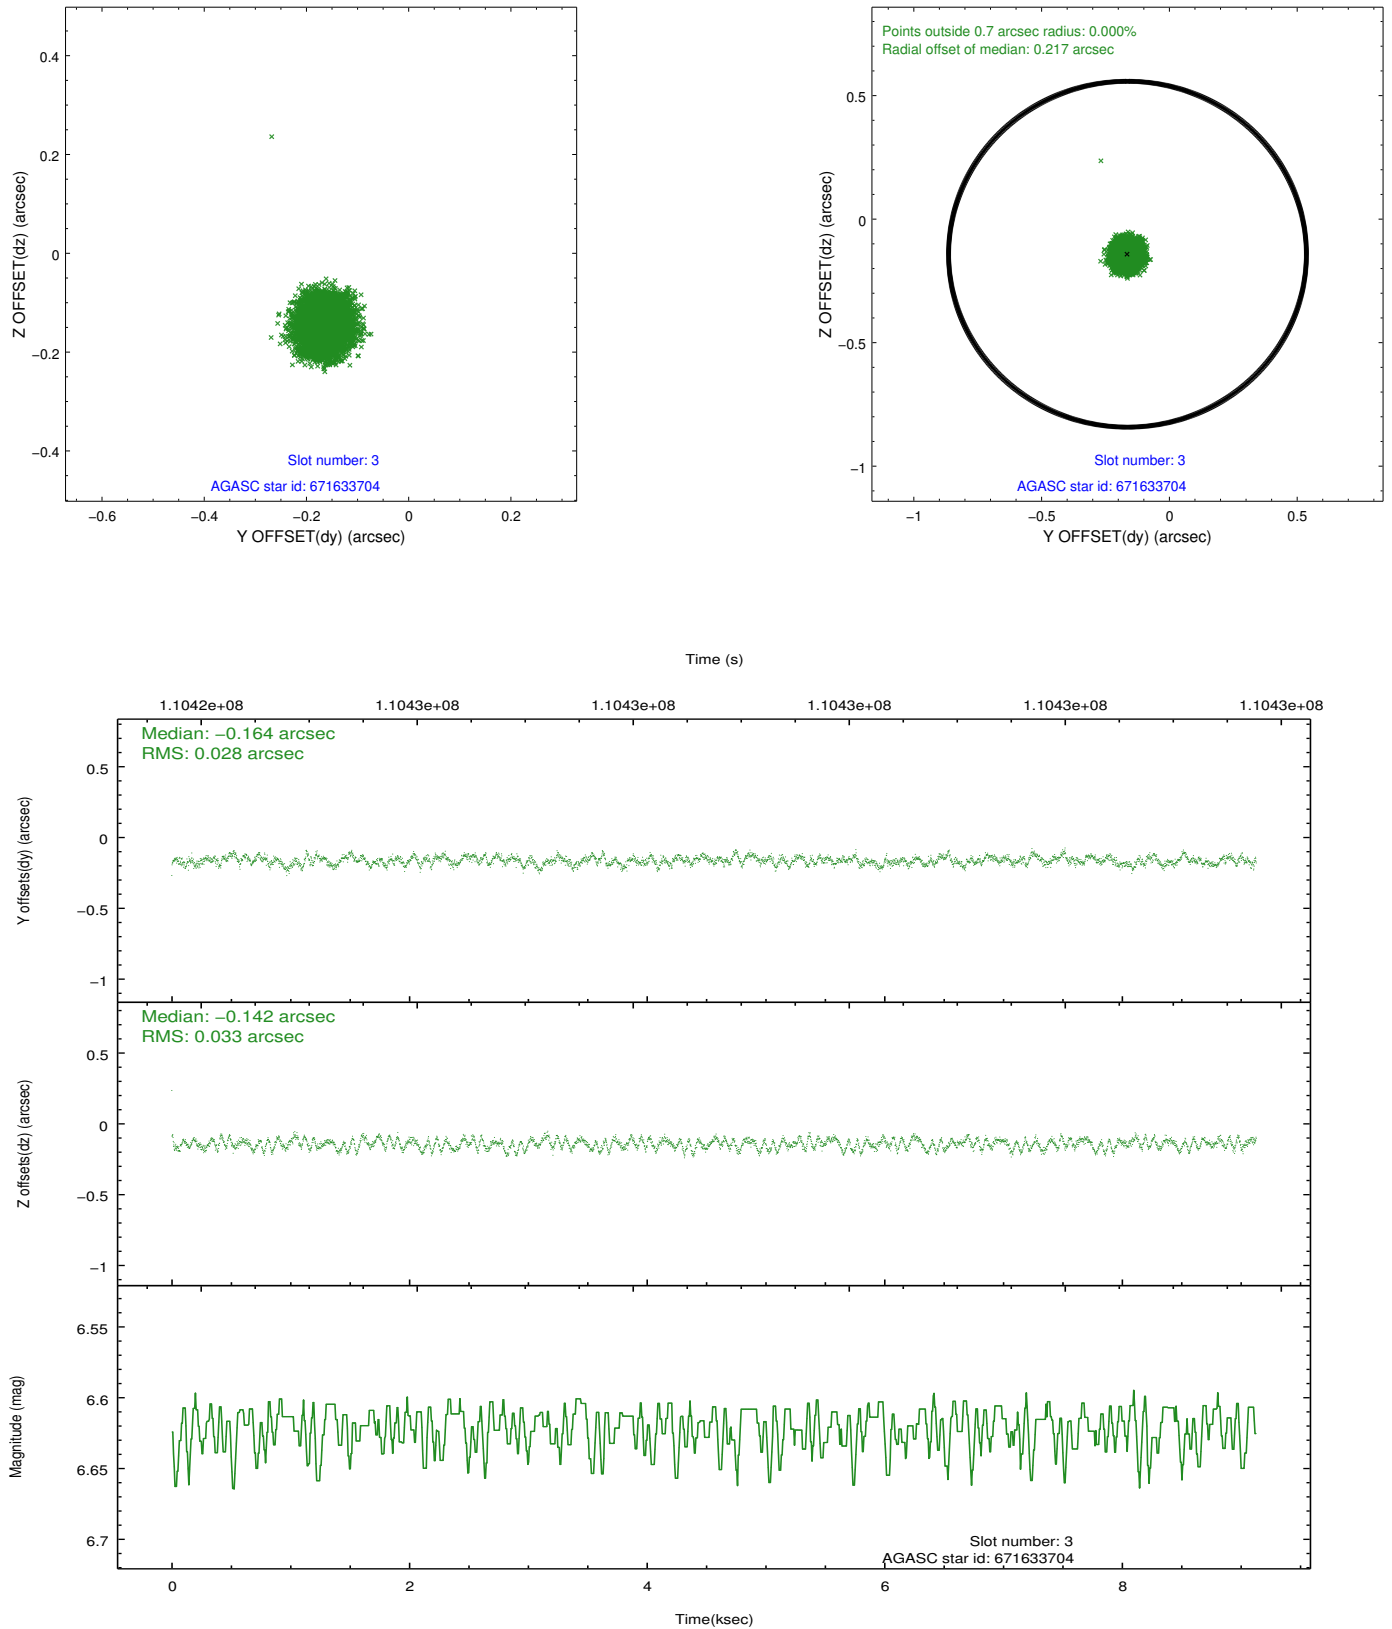 0.4
0.2
0
−0.2
−0.4
Z OFFSET(dz) (arcsec)
Slot number: 3
AGASC star id: 671633704
−0.6
−0.4
−0.2
0
0.2
Y OFFSET(dy) (arcsec)
Points outside 0.7 arcsec radius: 0.000%
Radial offset of median: 0.217 arcsec
0.5
0
−0.5
−1
Z OFFSET(dz) (arcsec)
Slot number: 3
AGASC star id: 671633704
−1
−0.5
0
0.5
Y OFFSET(dy) (arcsec)
Time (s)
1.1042e+08
1.1043e+08
1.1043e+08
1.1043e+08
1.1043e+08
1.1043e+08
Median: −0.164 arcsec
RMS: 0.028 arcsec
0.5
0
−0.5
−1
Y offsets(dy) (arcsec)
Median: −0.142 arcsec
RMS: 0.033 arcsec
0.5
0
−0.5
−1
Z offsets(dz) (arcsec)
6.55
6.6
6.65
6.7
Magnitude (mag)
Slot number: 3
AGASC star id: 671633704
0
2
4
6
8
Time(ksec)